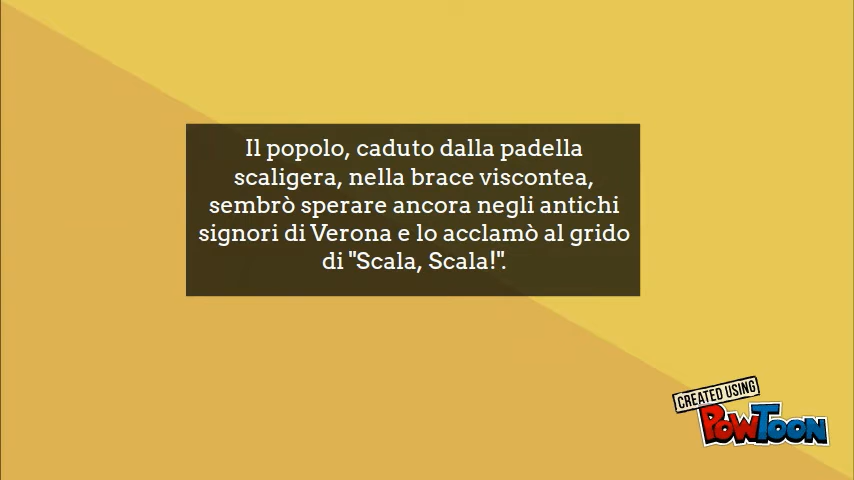 Il popolo, caduto dalla padella
scaligera, nella brace viscontea,
sembrò sperare ancora negli antichi
signori di Verona e lo acclamò al grido
di "Scala, Scala!".
CREATED USING
POWTOON